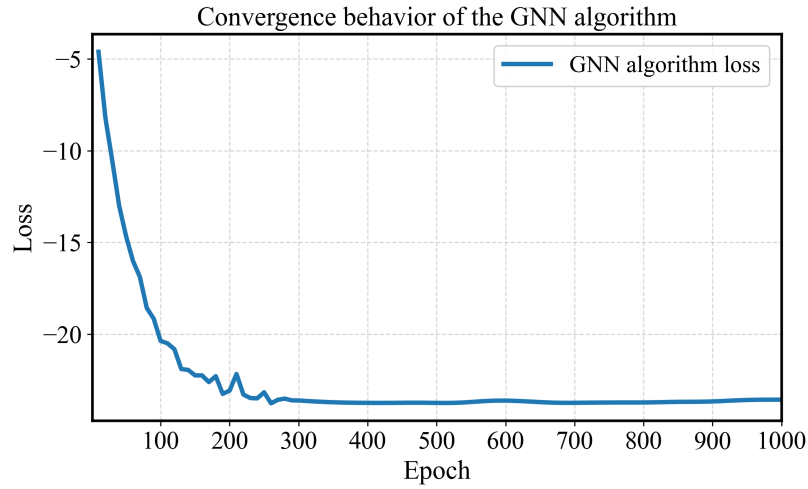 Convergence behavior of the GNN algorithm
GNN algorithm loss
Loss
−5
−10
−15
−20
100 200 300 400 500 600 700 800 900 1000
Epoch